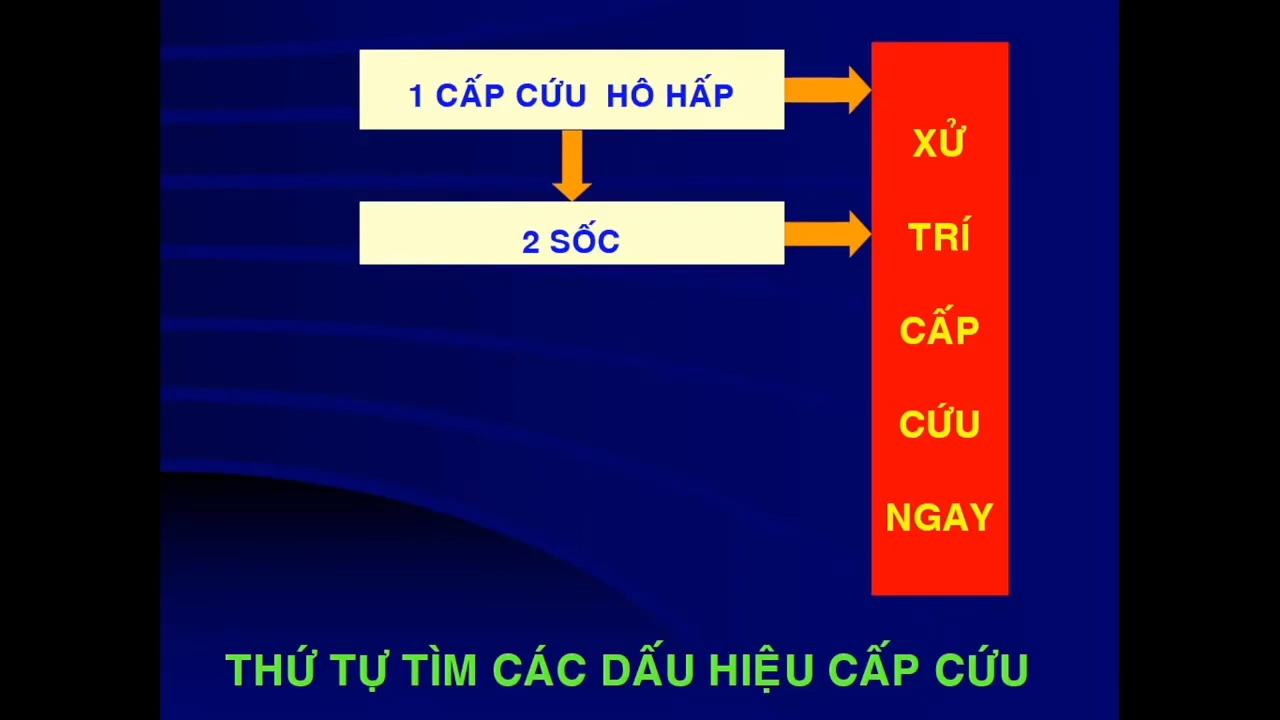 1 CẤP CỨU HÔ HẤP
2 SỐC
XỬ
TRÍ
CẤP
CỨU
NGAY
THỨ TỰ TÌM CÁC DẤU HIỆU CẤP CỨU